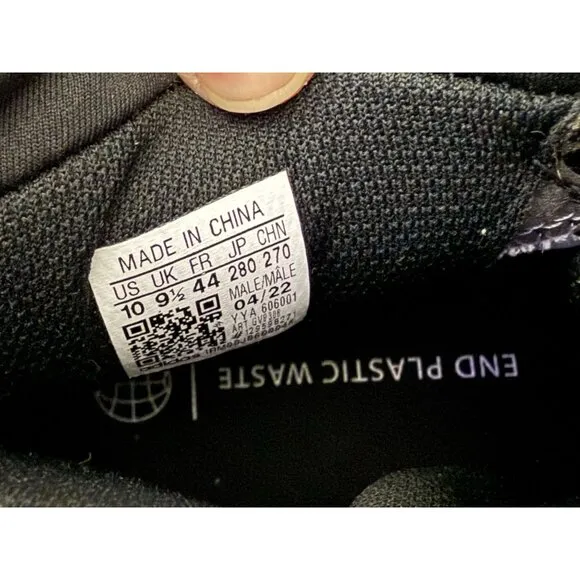 MADE IN CHINA
US UK FR JP CHN
10 9½ 44 280 270
MALE/MÂLE
04/22
YYA 606001
END PLASTIC WASTE